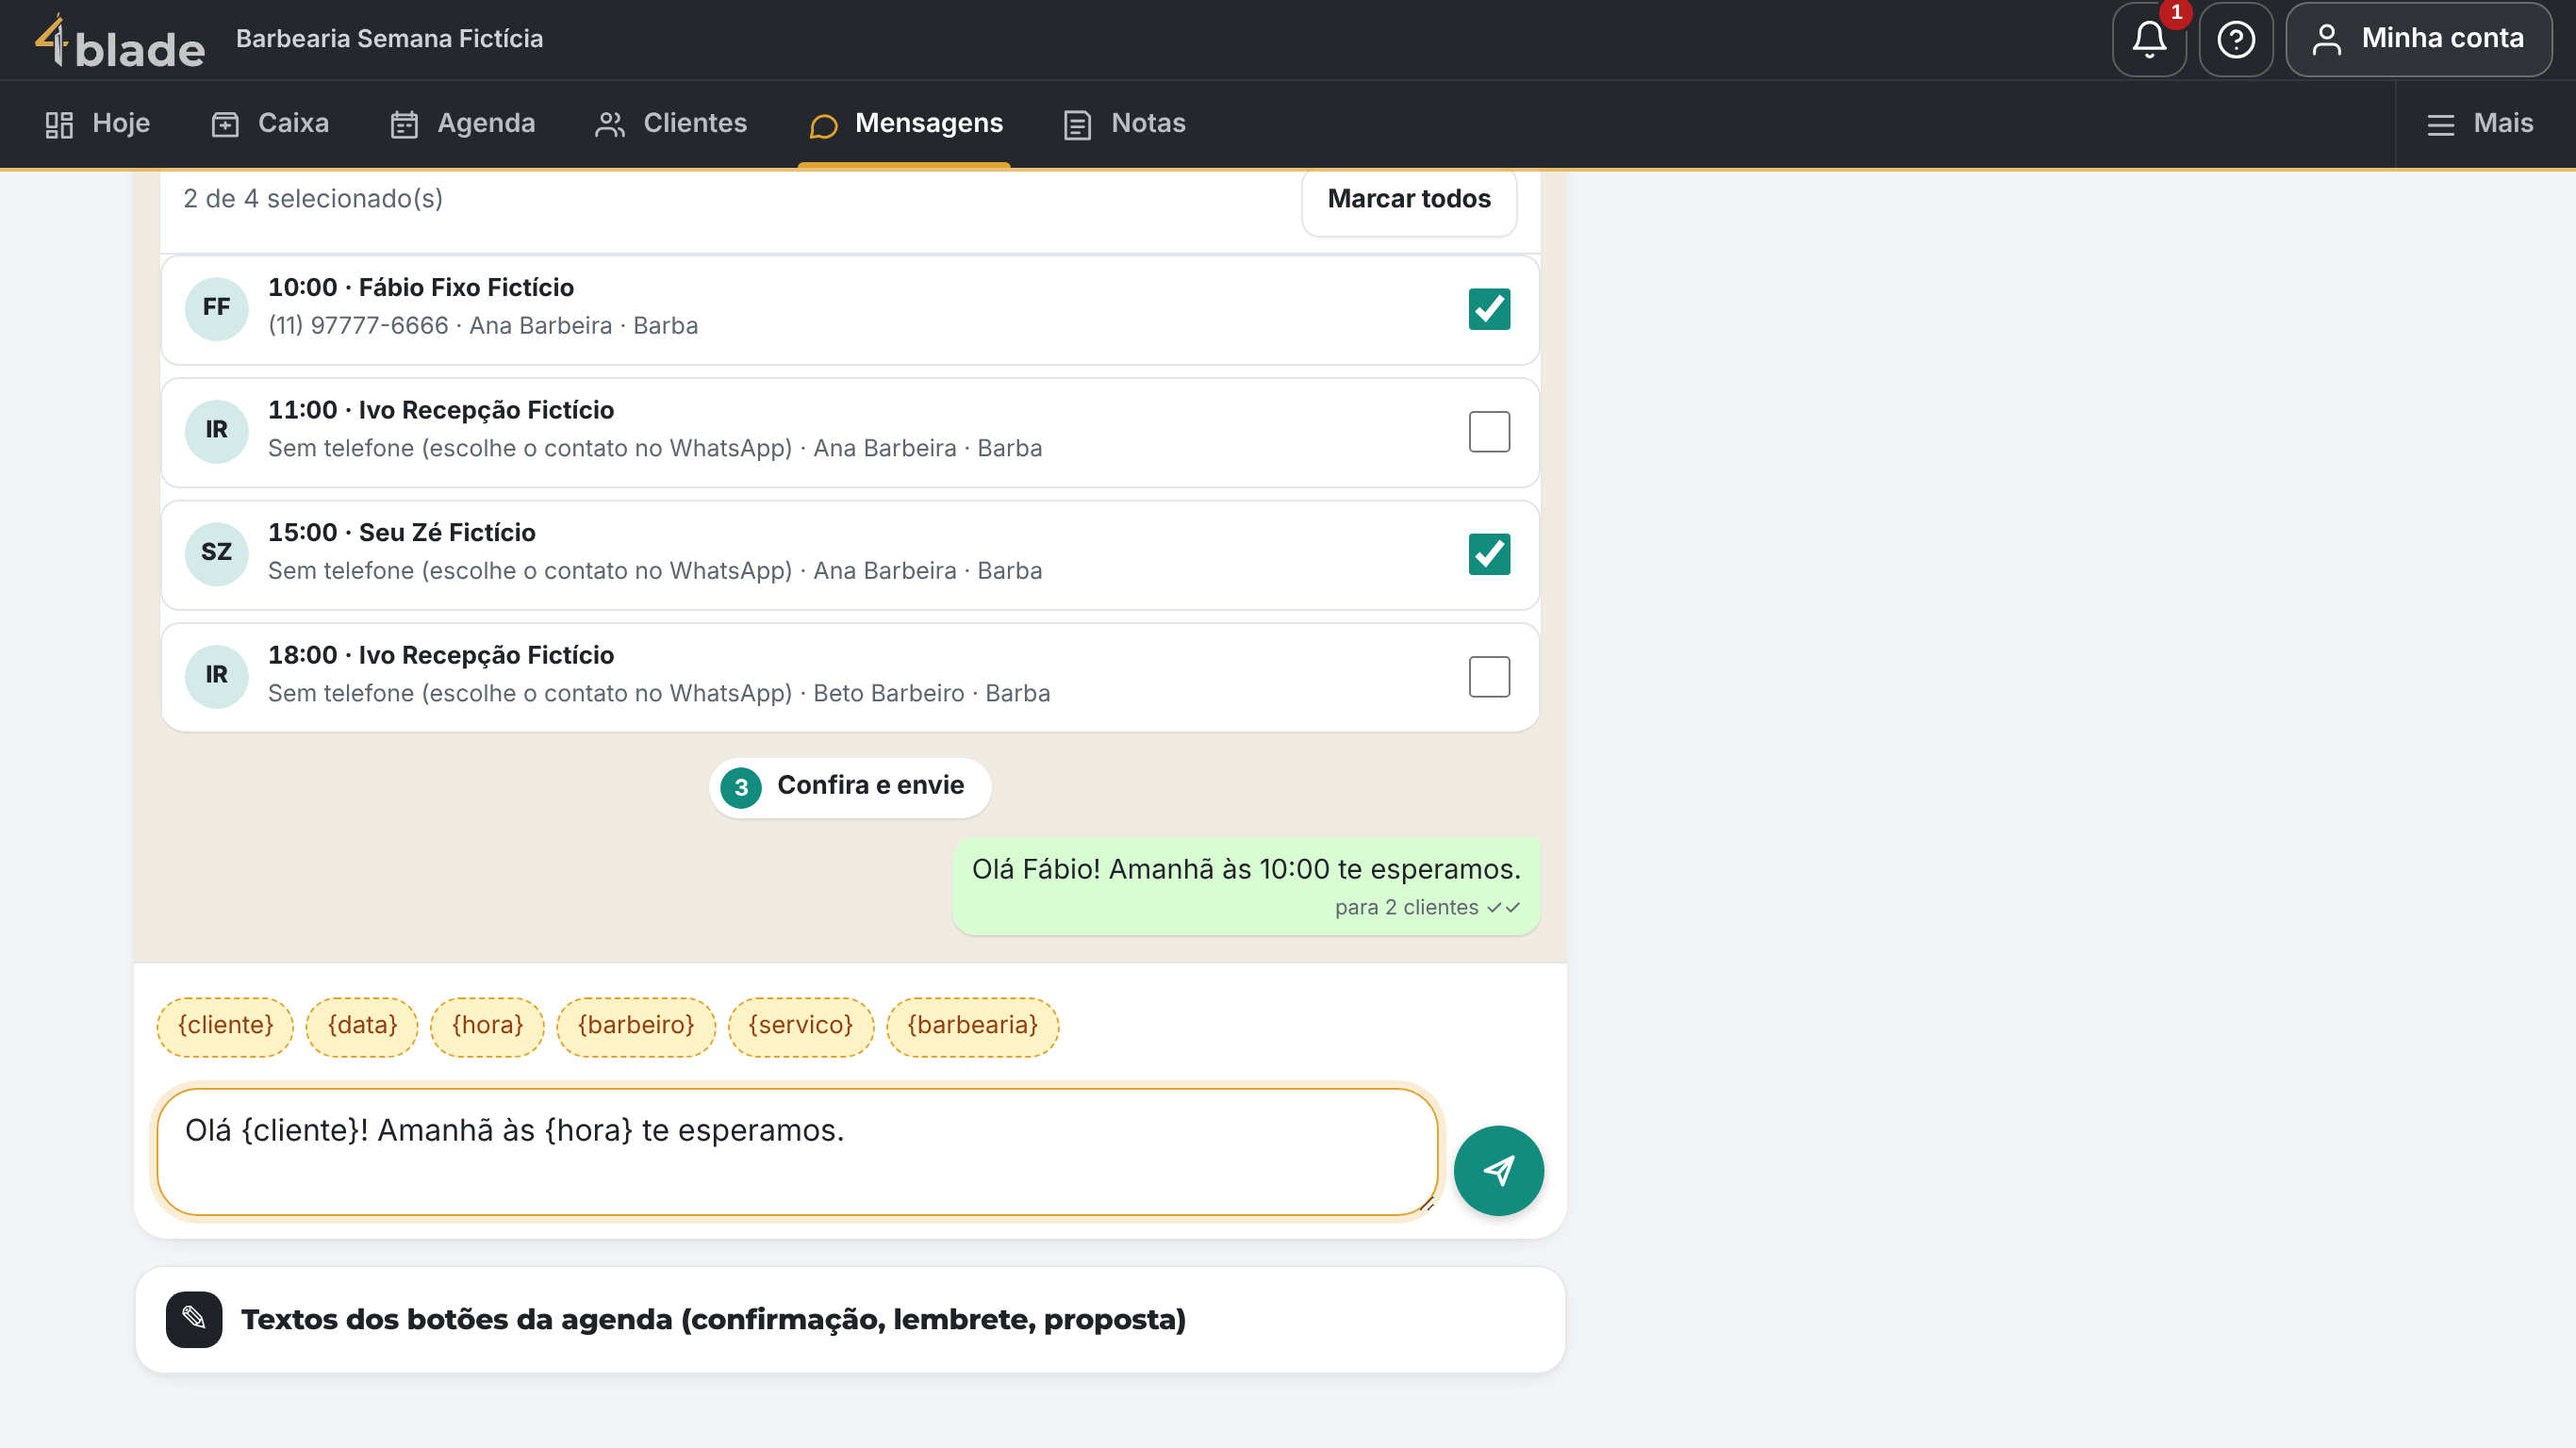 4blade
Barbearia Semana Fictícia
1
Minha conta
Hoje
Caixa
Agenda
Clientes
Mensagens
Notas
Mais
2 de 4 selecionado(s)
Marcar todos
FF
10:00 · Fábio Fixo Fictício
(11) 97777-6666 · Ana Barbeira · Barba
IR
11:00 · Ivo Recepção Fictício
Sem telefone (escolhe o contato no WhatsApp) · Ana Barbeira · Barba
SZ
15:00 · Seu Zé Fictício
Sem telefone (escolhe o contato no WhatsApp) · Ana Barbeira · Barba
IR
18:00 · Ivo Recepção Fictício
Sem telefone (escolhe o contato no WhatsApp) · Beto Barbeiro · Barba
3 Confira e envie
Olá Fábio! Amanhã às 10:00 te esperamos.
para 2 clientes ✓✓
{cliente} {data} {hora} {barbeiro} {servico} {barbearia}
Olá {cliente}! Amanhã às {hora} te esperamos.
Textos dos botões da agenda (confirmação, lembrete, proposta)